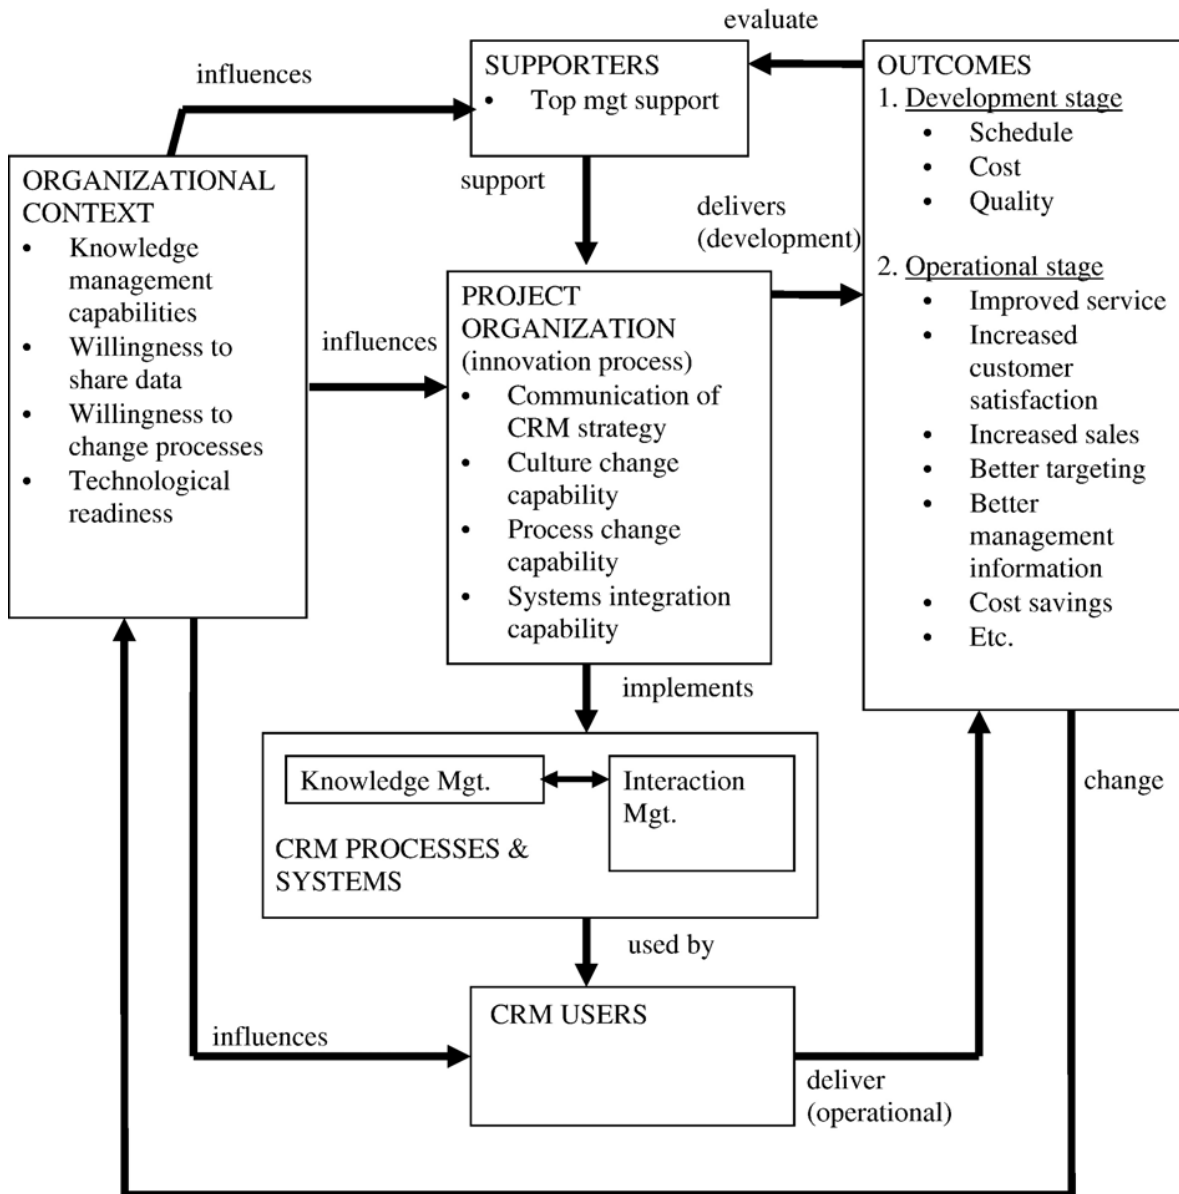 evaluate
influences
SUPPORTERS
• Top mgt support
support
OUTCOMES
1. Development stage
• Schedule
• Cost
• Quality
2. Operational stage
• Improved service
• Increased
customer
satisfaction
• Increased sales
• Better targeting
• Better
management
information
• Cost savings
• Etc.
ORGANIZATIONAL
CONTEXT
• Knowledge
management
capabilities
• Willingness to
share data
• Willingness to
change processes
• Technological
readiness
influences
delivers
(development)
PROJECT
ORGANIZATION
(innovation process)
• Communication of
CRM strategy
• Culture change
capability
• Process change
capability
• Systems integration
capability
implements
Knowledge Mgt.
Interaction
Mgt.
CRM PROCESSES &
SYSTEMS
change
used by
CRM USERS
influences
deliver
(operational)